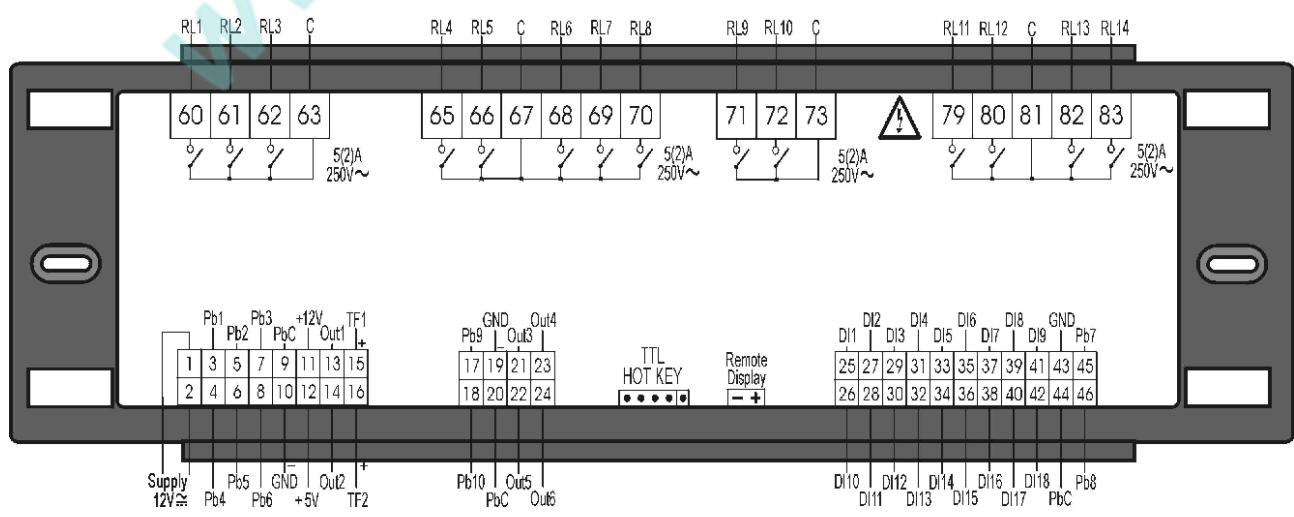 RL1 RL2 RL3 C RL4 RL5 C RL6 RL7 RL8 RL9 RL10 C RL11 RL12 C RL13 RL14
60 61 62 63 65 66 67 68 69 70 71 72 73 79 80 81 82 83
5(2)A 5(2)A 5(2)A 5(2)A
250V~ 250V~ 250V~ 250V~
Pb1 Pb3 +12V TF1 GND Out4 DI2 DI4 DI6 DI8 GND
Pb2 PbC Out1 + Pb9 - Out3 DI1 DI3 DI5 DI7 DI9 Pb7
1 3 5 7 9 11 13 15 17 19 21 23 TTL Remote 25 27 29 31 33 35 37 39 41 43 45
2 4 6 8 10 12 14 16 18 20 22 24 HOT KEY Display 26 28 30 32 34 36 38 40 42 44 46
- +
- +
Supply Pb5 GND Out2 Pb10 Out5 DI10 DI12 DI14 DI16 DI18 Pb8
12V≂ Pb4 Pb6 +5V TF2 PbC Out6 DI11 DI13 DI15 DI17 PbC